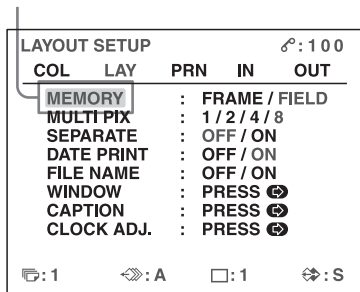 LAYOUT SETUP :100
COL LAY PRN IN OUT
MEMORY : FRAME / FIELD
MULTI PIX : 1 / 2 / 4 / 8
SEPARATE : OFF / ON
DATE PRINT : OFF / ON
FILE NAME : OFF / ON
WINDOW : PRESS
CAPTION : PRESS
CLOCK ADJ. : PRESS
:1 :A :1 :S